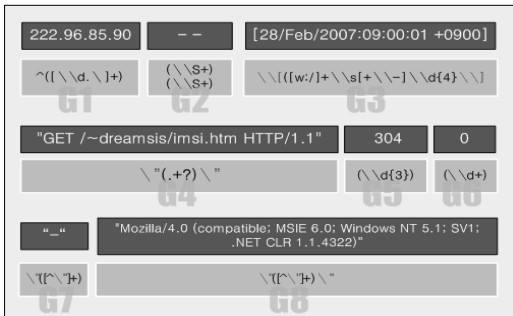 222.96.85.90 – – [28/Feb/2007:09:00:01 +0900]
^([\\d.\]+) (\\S+) \\[([w:/]+\\s[+\\–]\\d{4}\\]
(\\S+)
G1 G2 G3
"GET /~dreamsis/imsi.htm HTTP/1.1" 304 0
\"(.+?)\" (\\d{3}) (\\d+)
G4 G5 G6
"–" "Mozilla/4.0 (compatible; MSIE 6.0; Windows NT 5.1; SV1;
.NET CLR 1.1.4322)"
\"([^\"]+) \"([^\"]+)\"
G7 G8